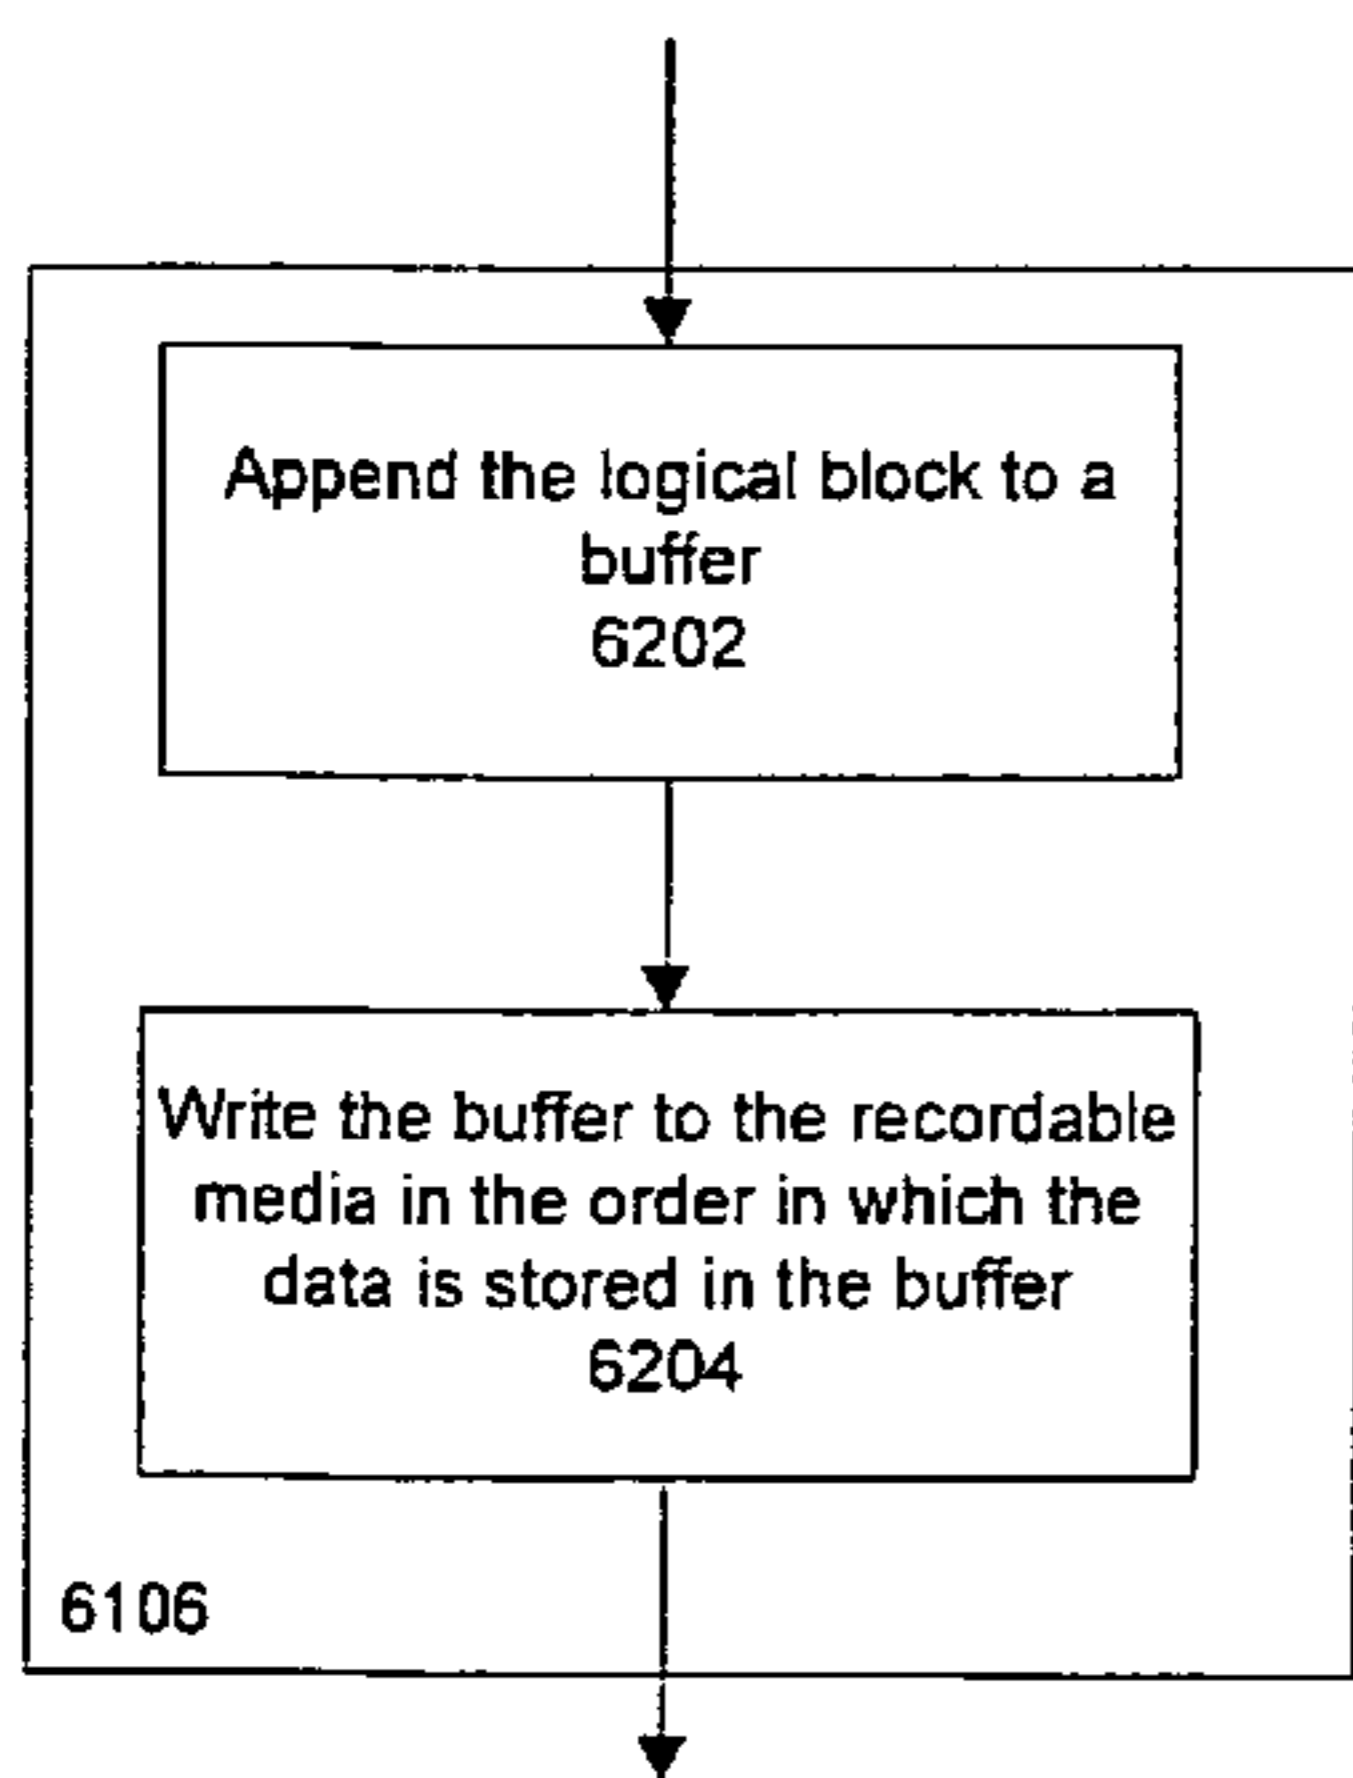 Append the logical block to a
buffer
6202
Write the buffer to the recordable
media in the order in which the
data is stored in the buffer
6204
6106